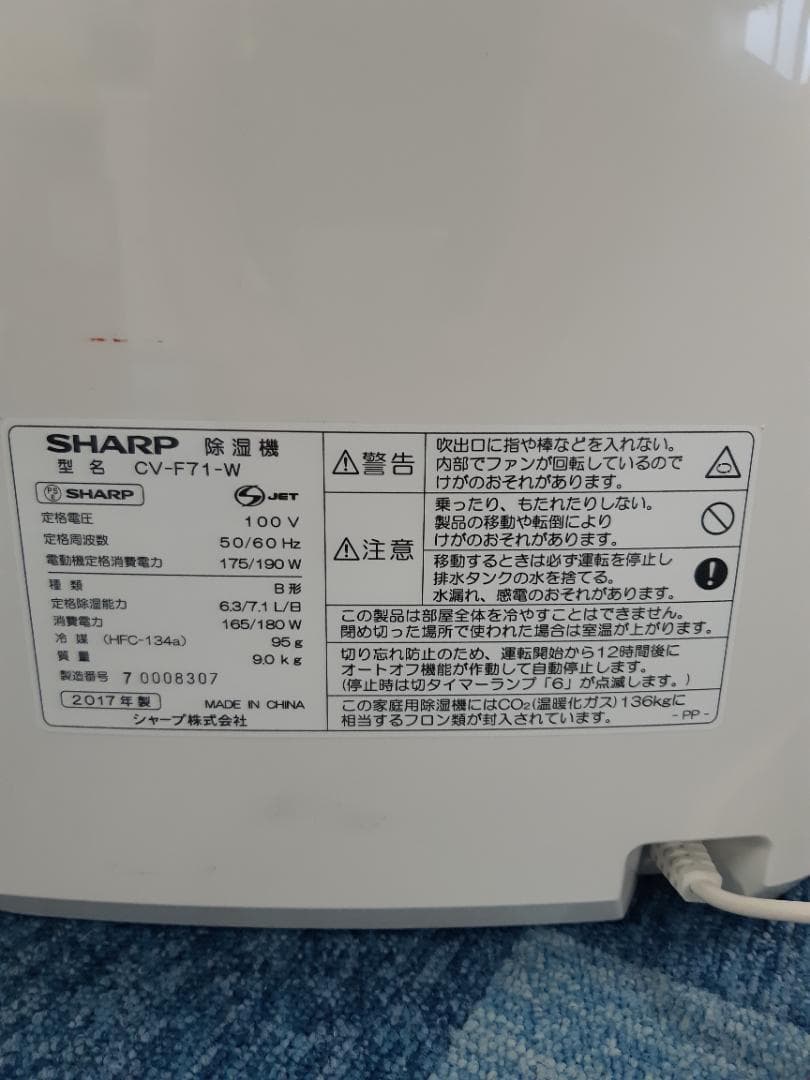 SHARP 除湿機
型名 CV-F71-W
PS E SHARP
S JET
定格電圧 100 V
定格周波数 50/60 Hz
電動機定格消費電力 175/190 W
種類 B形
定格除湿能力 6.3/7.1 L/日
消費電力 165/180 W
冷媒 (HFC-134a) 95 g
質量 9.0 kg
製造番号 7 0008307
2017年製 MADE IN CHINA
シャープ株式会社
警告
吹出口に指や棒などを入れない。
内部でファンが回転しているので
けがのおそれがあります。
注意
乗ったり、もたれたりしない。
製品の移動や転倒により
けがのおそれがあります。
移動するときは必ず運転を停止し
排水タンクの水を捨てる。
水漏れ、感電のおそれがあります。
この製品は部屋全体を冷やすことはできません。
閉め切った場所で使われた場合は室温が上がります。
切り忘れ防止のため、運転開始から12時間後に
オートオフ機能が作動して自動停止します。
(停止時は切タイマーランプ「6」が点滅します。)
この家庭用除湿機にはCO₂(温暖化ガス)136kgに
相当するフロン類が封入されています。 - PP -